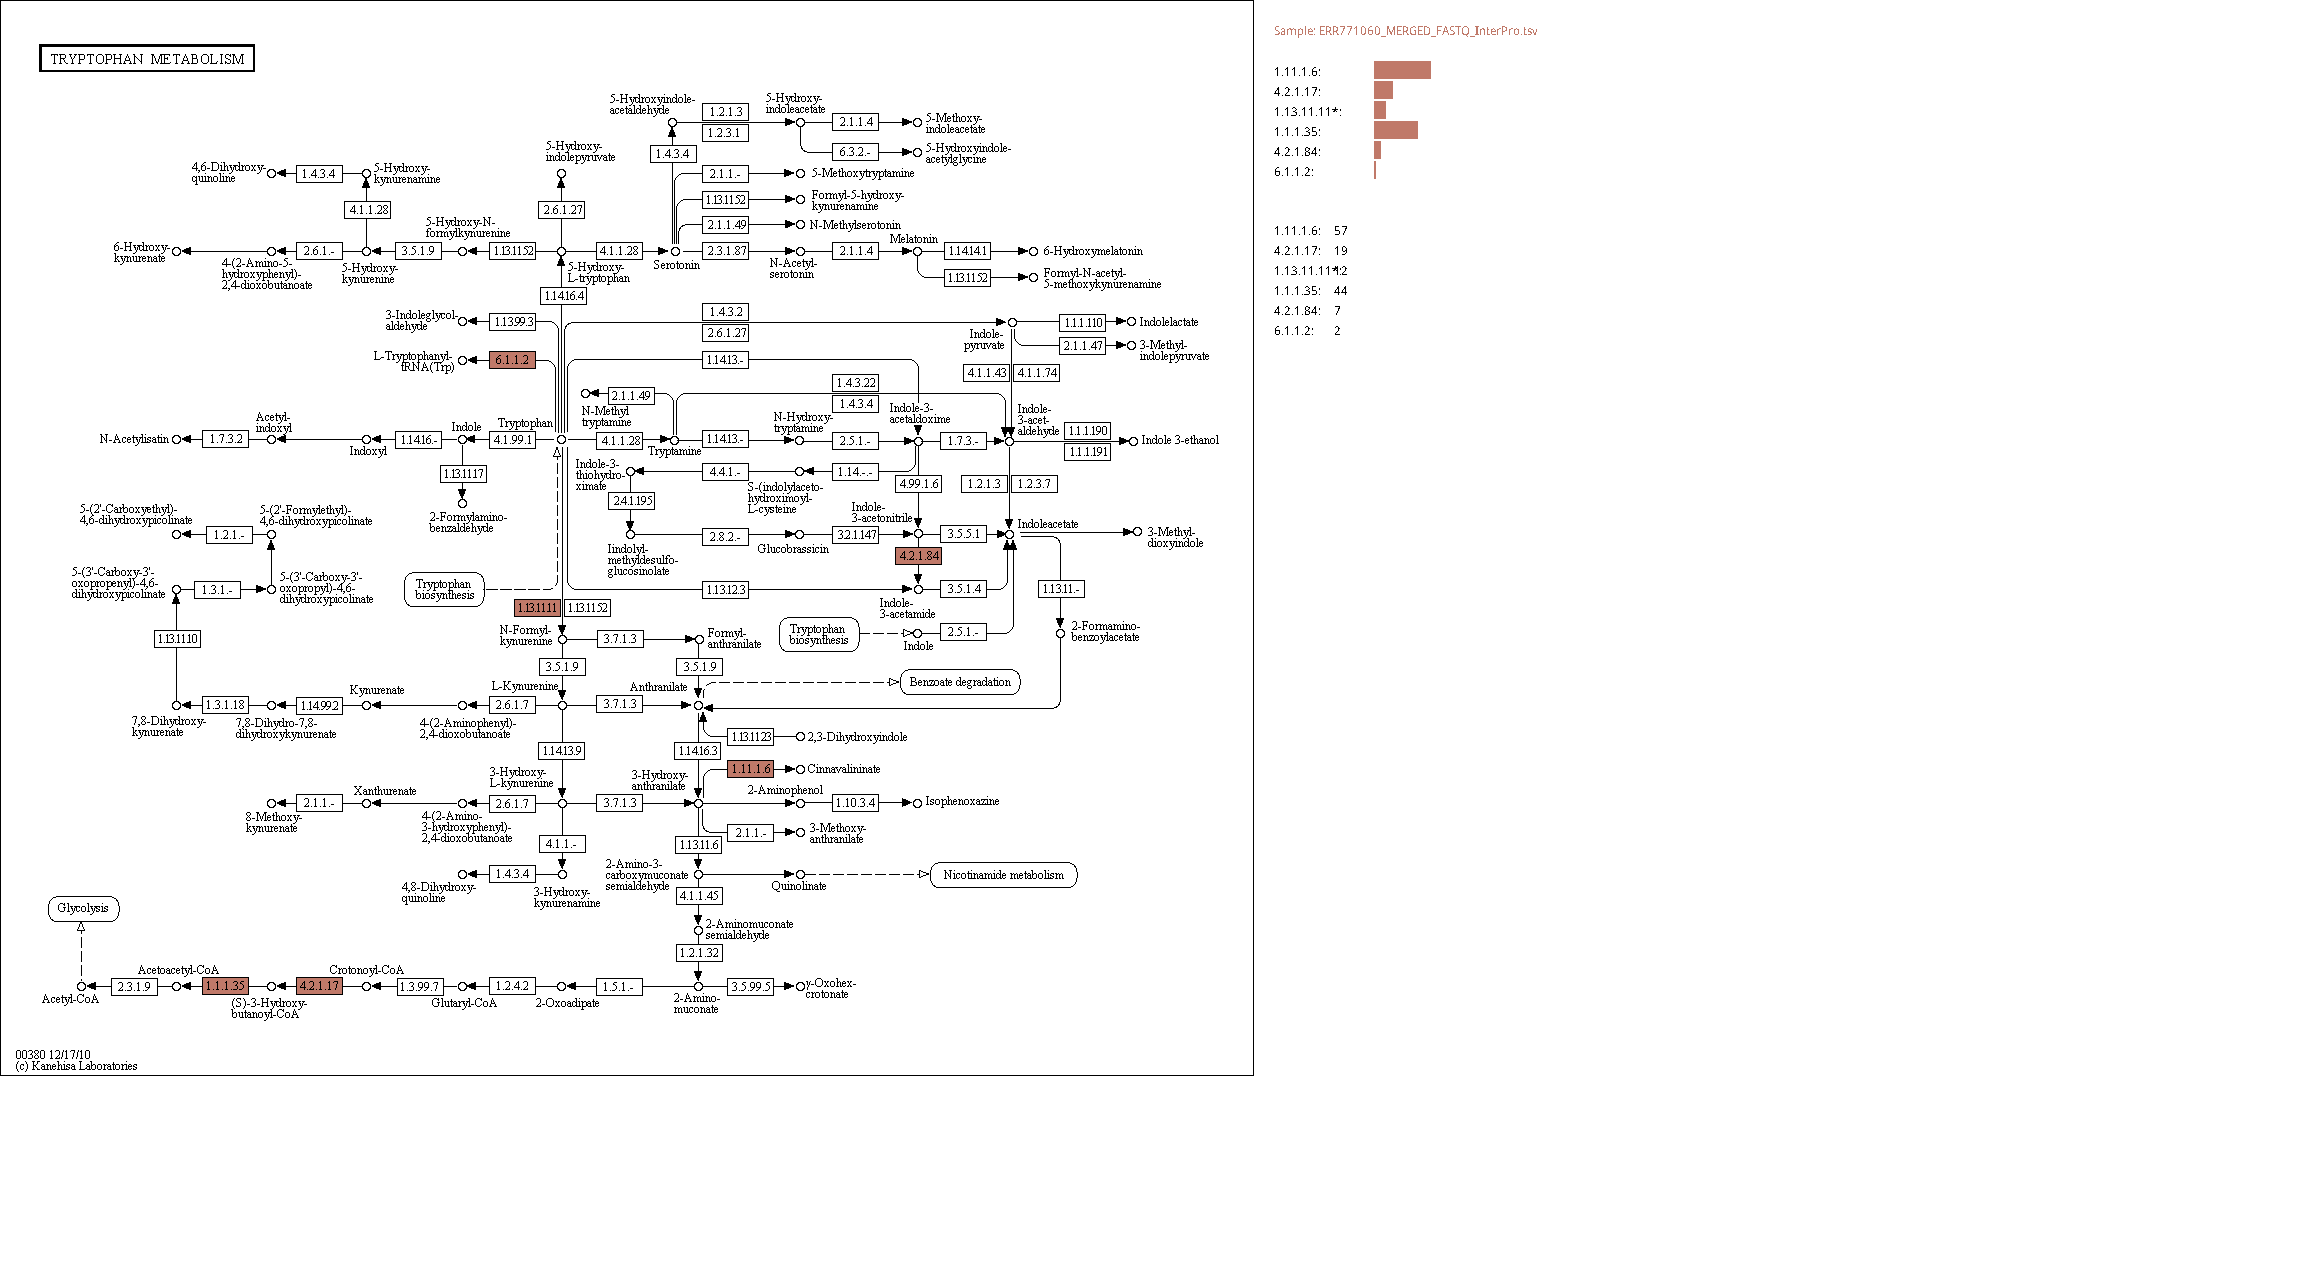 TRYPTOPHAN METABOLISM
5-Hydroxyindole-
acetaldehyde
1.2.1.3
1.2.3.1
5-Hydroxy-
indoleacetate
2.1.1.4
5-Methoxy-
indoleacetate
1.4.3.4
6.3.2.-
5-Hydroxyindole-
acetylglycine
5-Hydroxy-
indolepyruvate
4,6-Dihydroxy-
quinoline
1.4.3.4
5-Hydroxy-
kynurenamine
2.1.1.-
5-Methoxytryptamine
4.1.1.28
2.6.1.27
1.13.11.52
Formyl-5-hydroxy-
kynurenamine
2.1.1.49
N-Methylserotonin
5-Hydroxy-N-
formylkynurenine
Melatonin
6-Hydroxy-
kynurenate
2.6.1.-
3.5.1.9
1.13.11.52
4.1.1.28
2.3.1.87
2.1.1.4
1.14.14.1
6-Hydroxymelatonin
4-(2-Amino-5-
hydroxyphenyl)-
2,4-dioxobutanoate
5-Hydroxy-
kynurenine
5-Hydroxy-
L-tryptophan
Serotonin
N-Acetyl-
serotonin
1.13.11.52
Formyl-N-acetyl-
5-methoxykynurenamine
1.14.16.4
3-Indoleglycol-
aldehyde
1.13.99.3
1.4.3.2
2.6.1.27
Indole-
pyruvate
1.1.1.110
Indolelactate
2.1.1.47
3-Methyl-
indolepyruvate
L-Tryptophanyl-
tRNA(Trp)
6.1.1.2
1.14.13.-
4.1.1.43
4.1.1.74
2.1.1.49
N-Methyl
tryptamine
1.4.3.22
1.4.3.4
N-Hydroxy-
tryptamine
Indole-3-
acetaldoxime
Indole-
3-acet-
aldehyde
1.1.1.190
1.1.1.191
Indole 3-ethanol
N-Acetylisatin
1.7.3.2
Acetyl-
indoxyl
Indoxyl
1.14.16.-
Indole
4.1.99.1
Tryptophan
4.1.1.28
Tryptamine
1.14.13.-
2.5.1.-
1.7.3.-
1.13.11.17
2-Formylamino-
benzaldehyde
Indole-3-
thiohydro-
ximate
4.4.1.-
S-(indolylaceto-
hydroximoyl-
L-cysteine
1.14.-.-
4.99.1.6
1.2.1.3
1.2.3.7
2.4.1.195
5-(2'-Carboxyethyl)-
4,6-dihydroxypicolinate
1.2.1.-
5-(2'-Formylethyl)-
4,6-dihydroxypicolinate
Indole-
3-acetonitrile
Indoleacetate
Iindolyl-
methyldesulfo-
glucosinolate
2.8.2.-
Glucobrassicin
3.2.1.147
3.5.5.1
3-Methyl-
dioxyindole
4.2.1.84
5-(3'-Carboxy-3'-
oxopropenyl)-4,6-
dihydroxypicolinate
1.3.1.-
5-(3'-Carboxy-3'-
oxopropyl)-4,6-
dihydroxypicolinate
Tryptophan
biosynthesis
1.13.12.3
Indole-
3-acetamide
3.5.1.4
1.13.11.-
1.13.11.11
1.13.11.52
1.13.11.10
N-Formyl-
kynurenine
3.7.1.3
Formyl-
anthranilate
Tryptophan
biosynthesis
Indole
2.5.1.-
2-Formamino-
benzoylacetate
3.5.1.9
3.5.1.9
Benzoate degradation
Kynurenate
L-Kynurenine
Anthranilate
1.3.1.18
1.14.99.2
2.6.1.7
3.7.1.3
7,8-Dihydroxy-
kynurenate
7,8-Dihydro-7,8-
dihydroxykynurenate
4-(2-Aminophenyl)-
2,4-dioxobutanoate
1.13.11.23
2,3-Dihydroxyindole
1.14.13.9
1.14.16.3
3-Hydroxy-
L-kynurenine
3-Hydroxy-
anthranilate
1.11.1.6
Cinnavalininate
Xanthurenate
2-Aminophenol
2.1.1.-
8-Methoxy-
kynurenate
2.6.1.7
4-(2-Amino-
3-hydroxyphenyl)-
2,4-dioxobutanoate
3.7.1.3
1.10.3.4
Isophenoxazine
2.1.1.-
3-Methoxy-
anthranilate
4.1.1.-
1.13.11.6
4,8-Dihydroxy-
quinoline
1.4.3.4
3-Hydroxy-
kynurenamine
2-Amino-3-
carboxymuconate
semialdehyde
Quinolinate
Nicotinamide metabolism
4.1.1.45
2-Aminomuconate
semialdehyde
1.2.1.32
Glycolysis
Acetyl-CoA
2.3.1.9
Acetoacetyl-CoA
1.1.1.35
(S)-3-Hydroxy-
butanoyl-CoA
4.2.1.17
Crotonoyl-CoA
1.3.99.7
Glutaryl-CoA
1.2.4.2
2-Oxoadipate
1.5.1.-
2-Amino-
muconate
3.5.99.5
γ-Oxohex-
crotonate
00380 12/17/10
(c) Kanehisa Laboratories
Sample: ERR771060_MERGED_FASTQ_InterPro.tsv
1.11.1.6:
4.2.1.17:
1.13.11.11*:
1.1.1.35:
4.2.1.84:
6.1.1.2:
1.11.1.6: 57
4.2.1.17: 19
1.13.11.11*: 12
1.1.1.35: 44
4.2.1.84: 7
6.1.1.2: 2